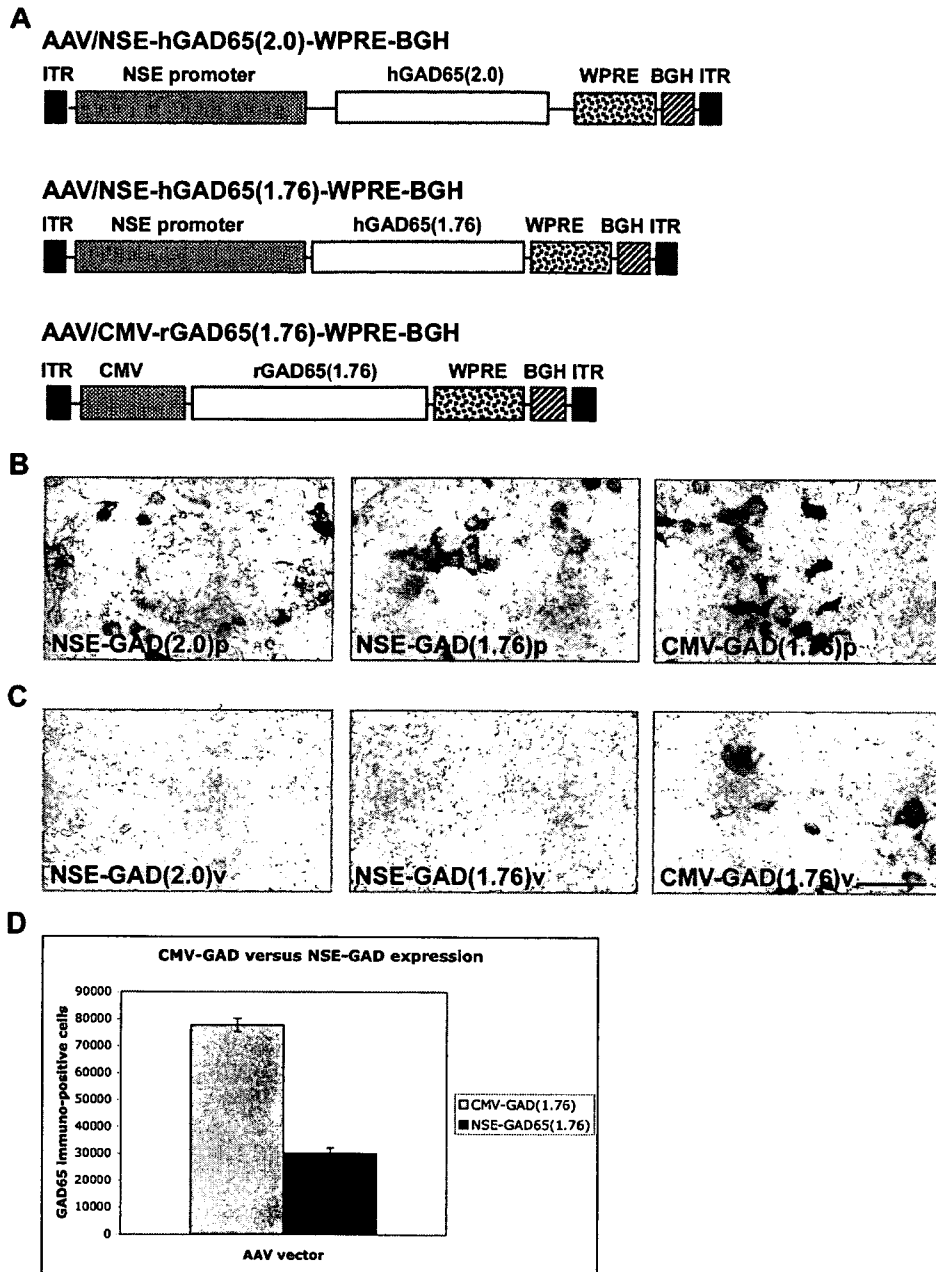 A
AAV/NSE-hGAD65(2.0)-WPRE-BGH
ITR NSE promoter hGAD65(2.0) WPRE BGH ITR
AAV/NSE-hGAD65(1.76)-WPRE-BGH
ITR NSE promoter hGAD65(1.76) WPRE BGH ITR
AAV/CMV-rGAD65(1.76)-WPRE-BGH
ITR CMV rGAD65(1.76) WPRE BGH ITR
B
NSE-GAD(2.0)p NSE-GAD(1.76)p CMV-GAD(1.76)p
C
NSE-GAD(2.0)v NSE-GAD(1.76)v CMV-GAD(1.76)v
D
CMV-GAD versus NSE-GAD expression
GAD65 immuno-positive cells
90000
80000
70000
60000
50000
40000
30000
20000
10000
0
AAV vector
CMV-GAD(1.76)
NSE-GAD65(1.76)